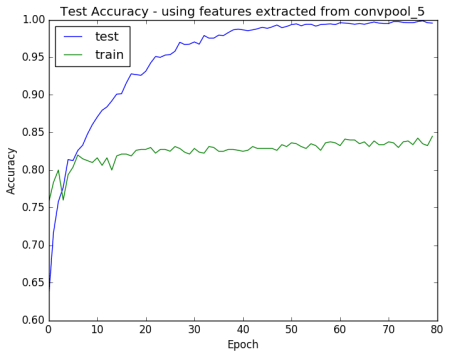 Test Accuracy - using features extracted from convpool_5
test
train
1.00
0.95
0.90
0.85
0.80
0.75
0.70
0.65
0.60
Accuracy
0 10 20 30 40 50 60 70 80
Epoch